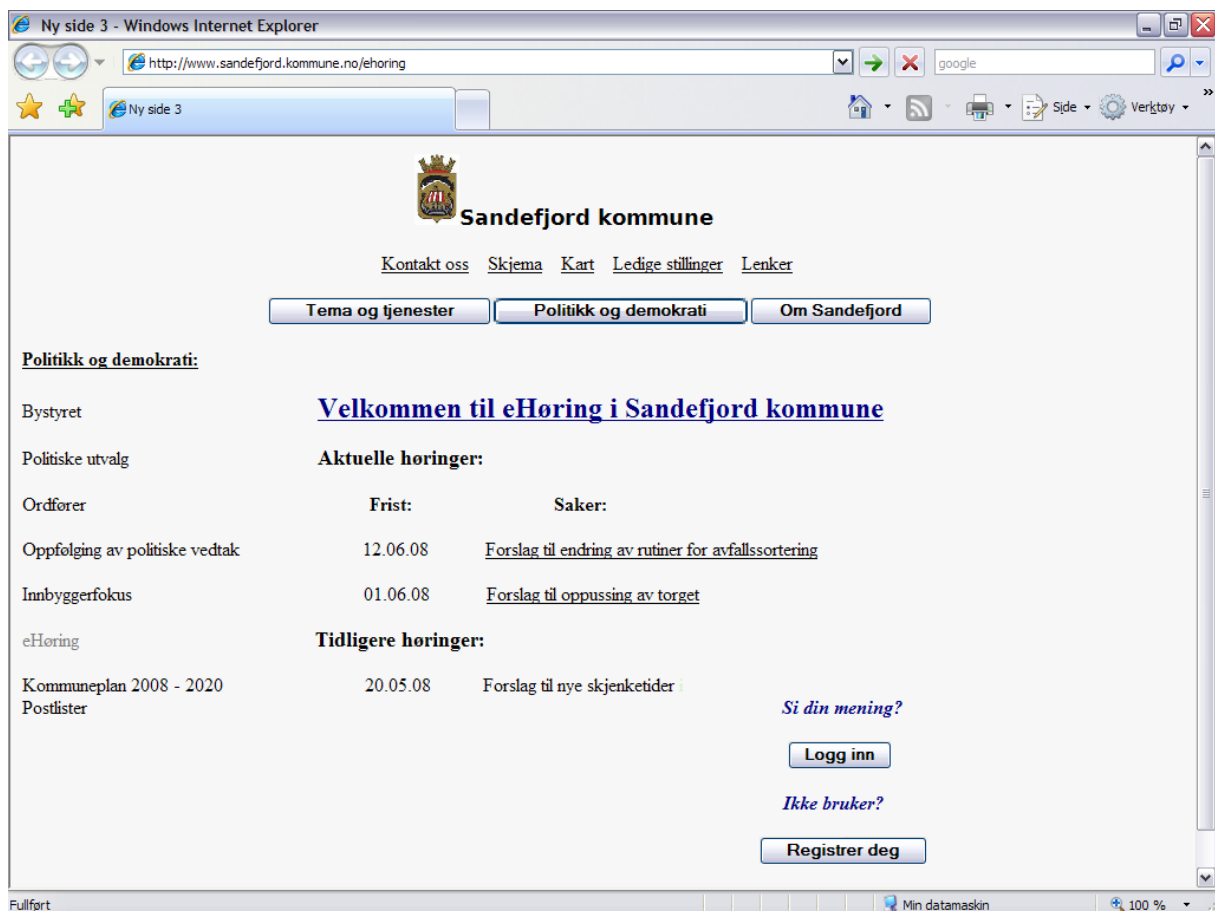 Ny side 3 - Windows Internet Explorer
http://www.sandefjord.kommune.no/ehoring
google
Ny side 3
Side
Verktøy
»
Sandefjord kommune
Kontakt oss Skjema Kart Ledige stillinger Lenker
Tema og tjenester Politikk og demokrati Om Sandefjord
Politikk og demokrati:
Bystyret Velkommen til eHøring i Sandefjord kommune
Politiske utvalg Aktuelle høringer:
Ordfører Frist: Saker:
Oppfølging av politiske vedtak 12.06.08 Forslag til endring av rutiner for avfallssortering
Innbyggerfokus 01.06.08 Forslag til oppussing av torget
eHøring Tidligere høringer:
Kommuneplan 2008 - 2020 20.05.08 Forslag til nye skjenketider i
Postlister
Si din mening?
Logg inn
Ikke bruker?
Registrer deg
Fullført Min datamaskin 100 %